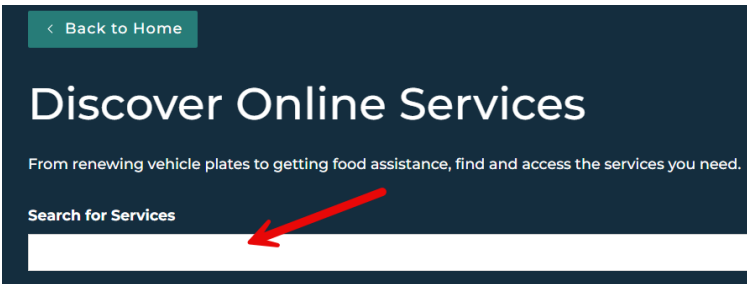 Back to Home
Discover Online Services
From renewing vehicle plates to getting food assistance, find and access the services you need.
Search for Services